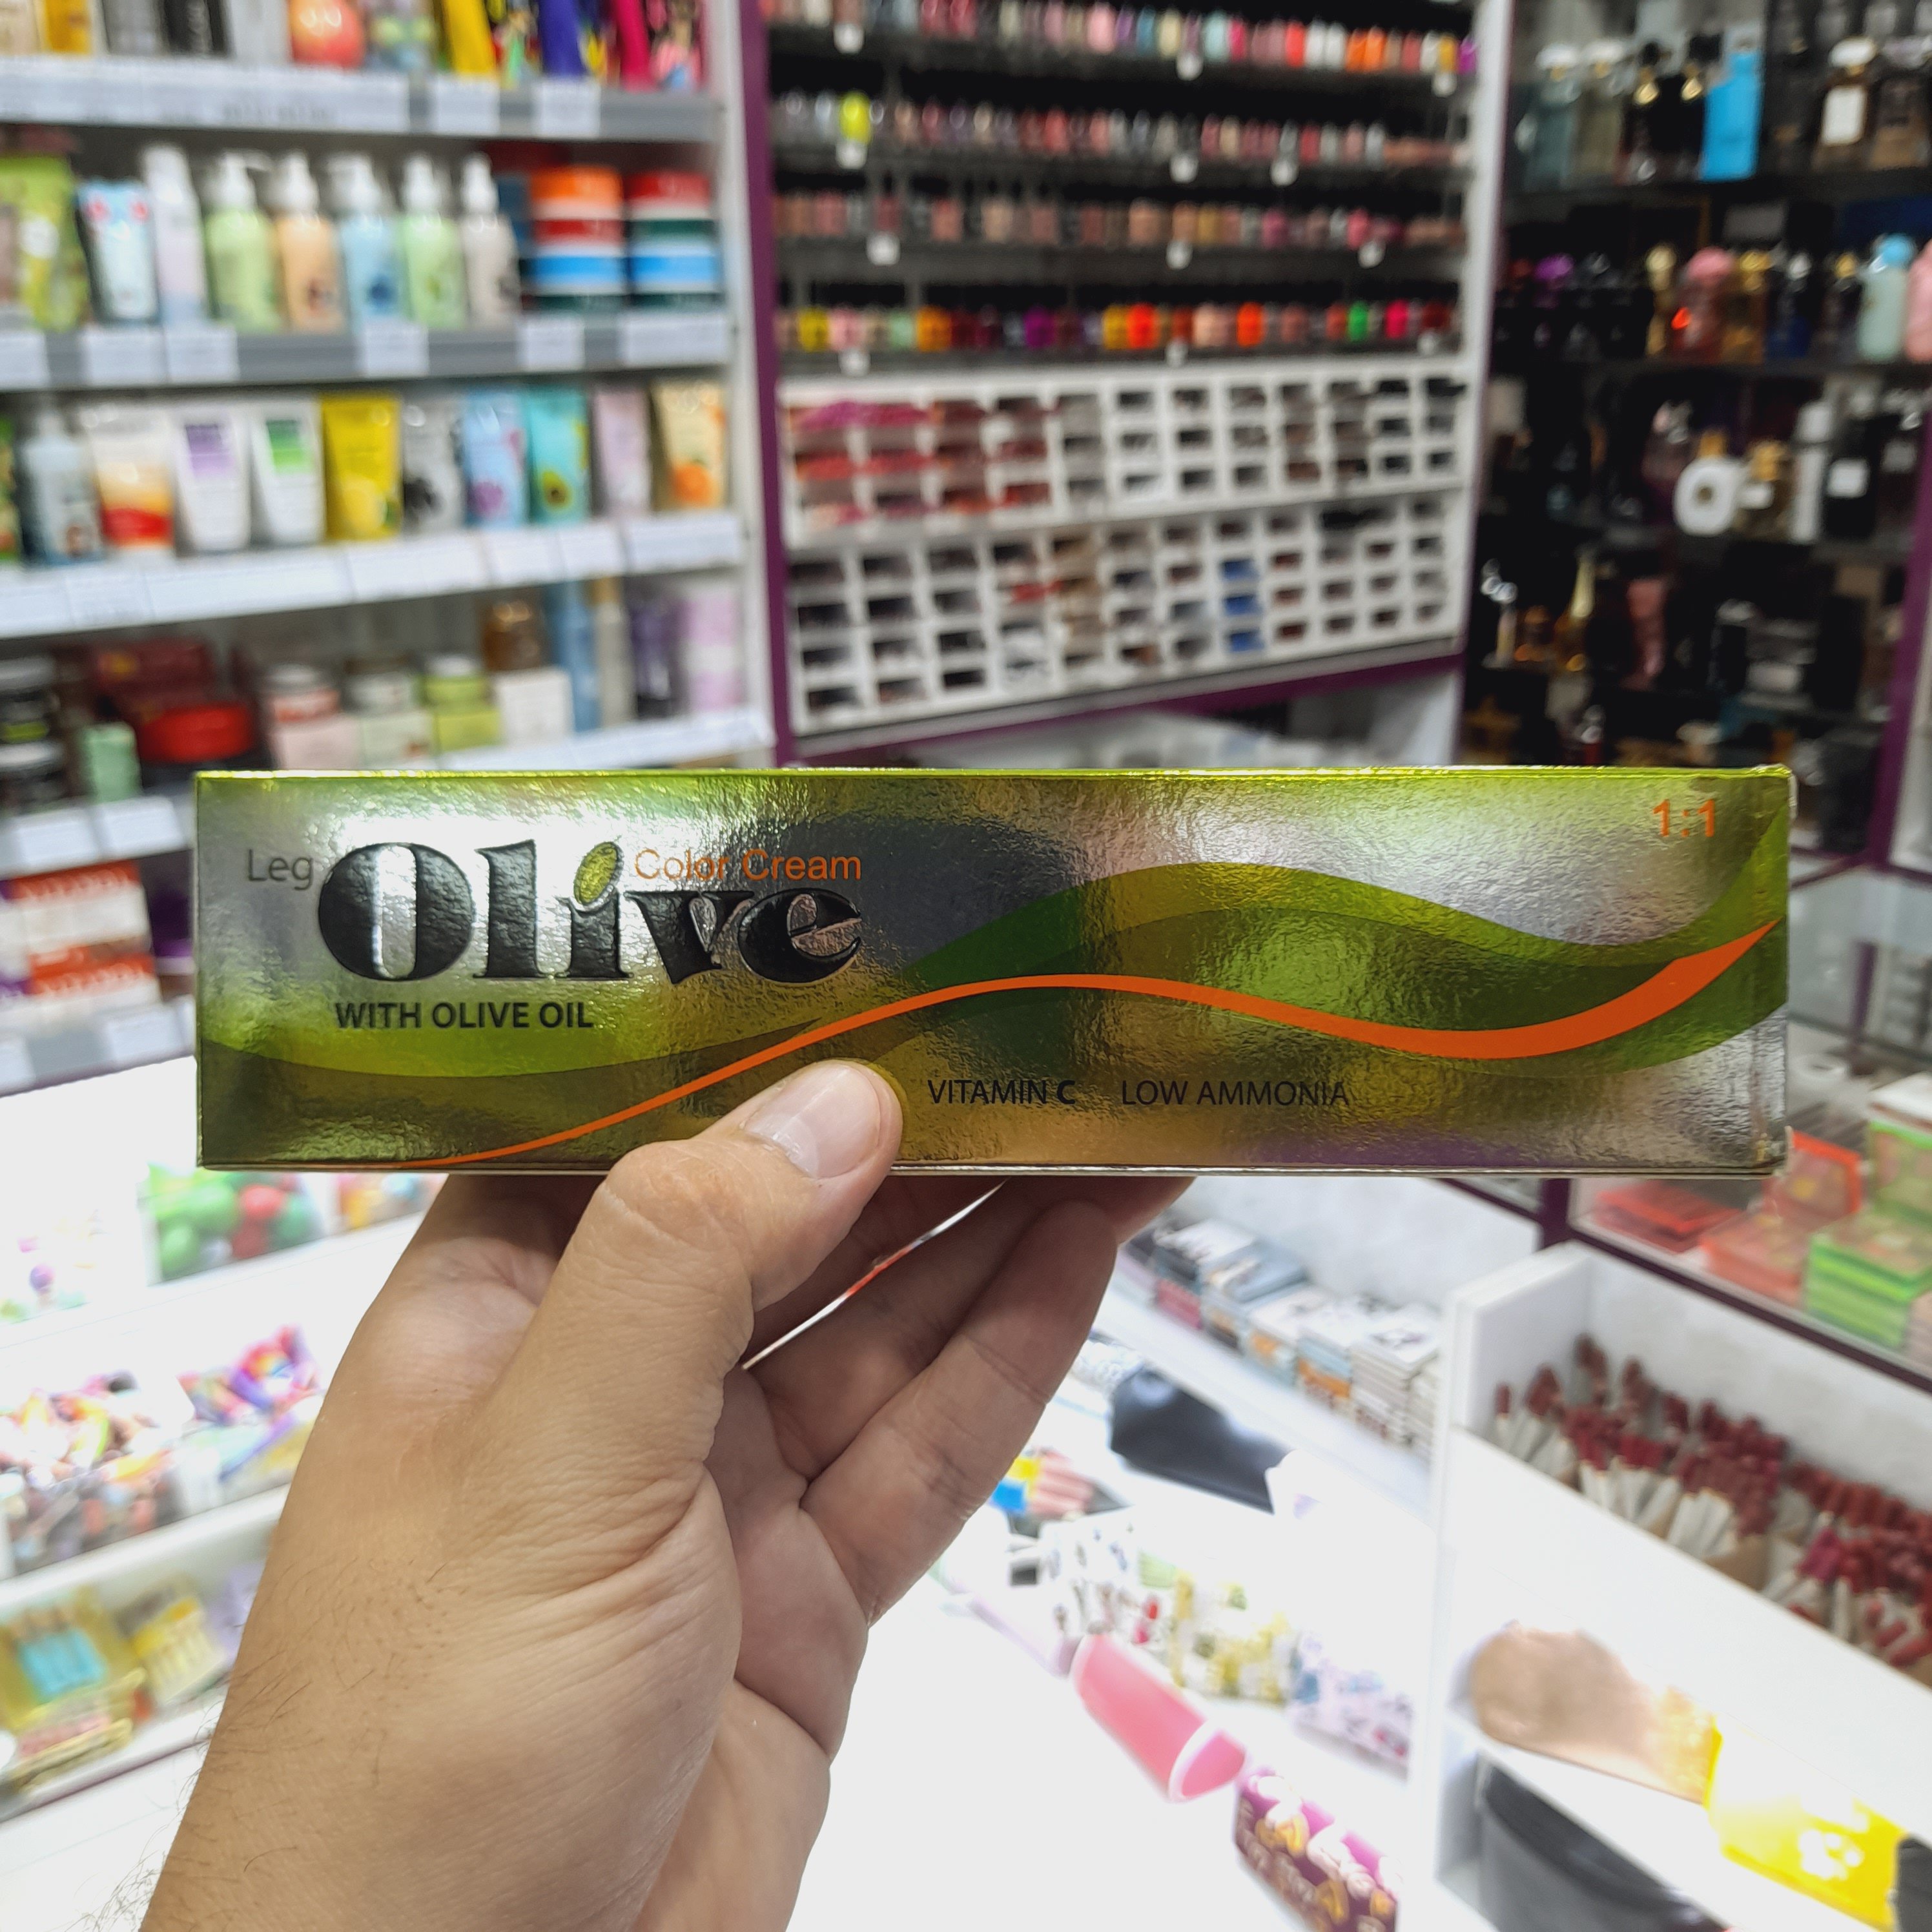 1:1
Leg Olive Color Cream
WITH OLIVE OIL
VITAMIN C LOW AMMONIA